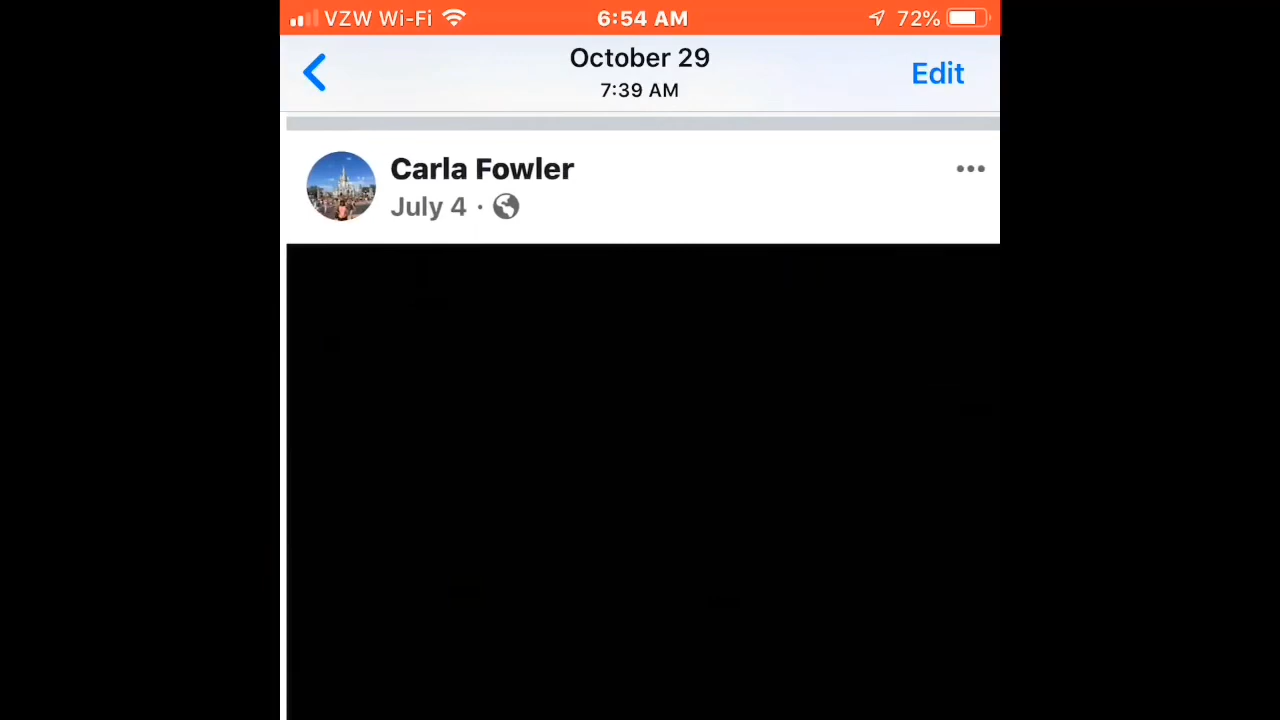 VZW Wi-Fi 6:54 AM 72%
October 29
7:39 AM
Edit
Carla Fowler
July 4 ·